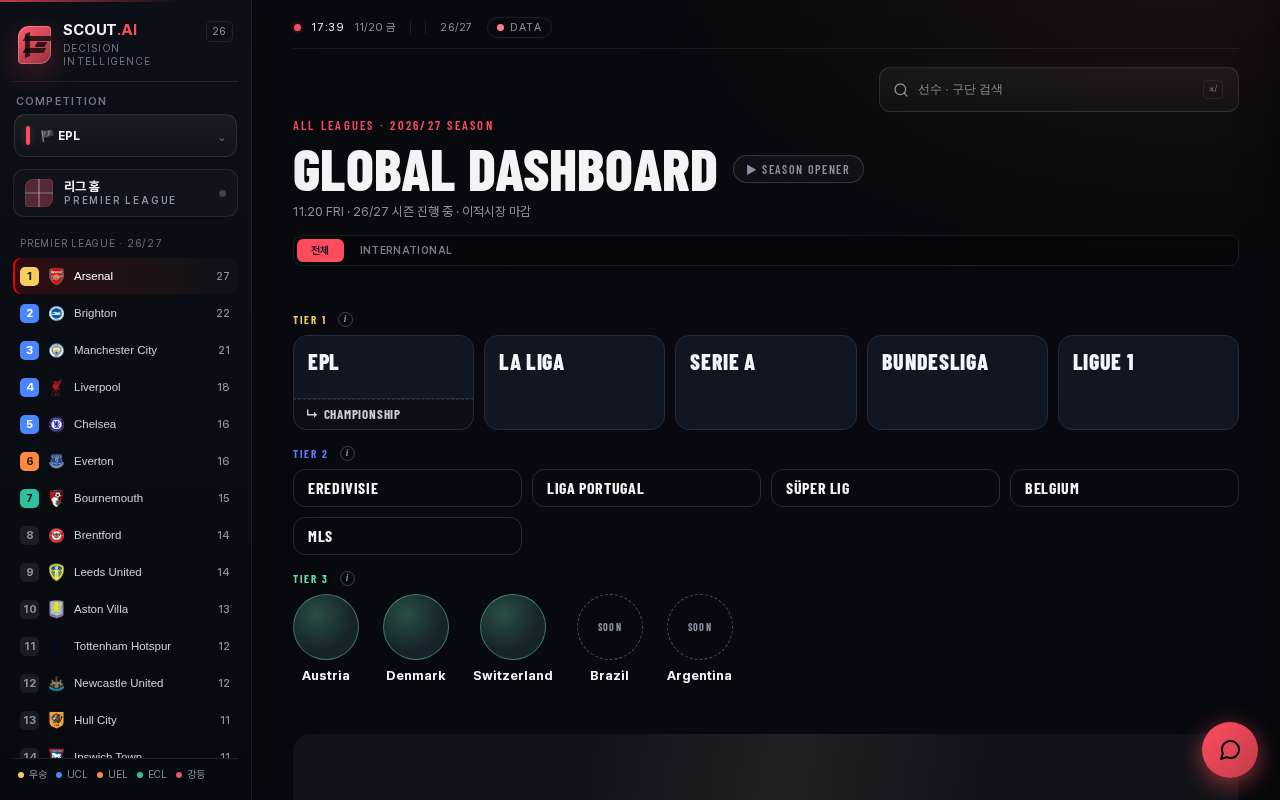 SCOUT.AI
DECISION
INTELLIGENCE
26
COMPETITION
🏴 EPL
리그 홈
PREMIER LEAGUE
PREMIER LEAGUE · 26/27
1 Arsenal 27
2 Brighton 22
3 Manchester City 21
4 Liverpool 18
5 Chelsea 16
6 Everton 16
7 Bournemouth 15
8 Brentford 14
9 Leeds United 14
10 Aston Villa 13
11 Tottenham Hotspur 12
12 Newcastle United 12
13 Hull City 11
14 Ipswich Town 11
우승 UCL UEL ECL 강등
17:39 11/20 금 26/27 DATA
선수 · 구단 검색
ALL LEAGUES · 2026/27 SEASON
GLOBAL DASHBOARD
▶ SEASON OPENER
11.20 FRI · 26/27 시즌 진행 중 · 이적시장 마감
전체 INTERNATIONAL
TIER 1 i
EPL
↳ CHAMPIONSHIP
LA LIGA
SERIE A
BUNDESLIGA
LIGUE 1
TIER 2 i
EREDIVISIE
LIGA PORTUGAL
SÜPER LIG
BELGIUM
MLS
TIER 3 i
SOON SOON
Austria Denmark Switzerland Brazil Argentina